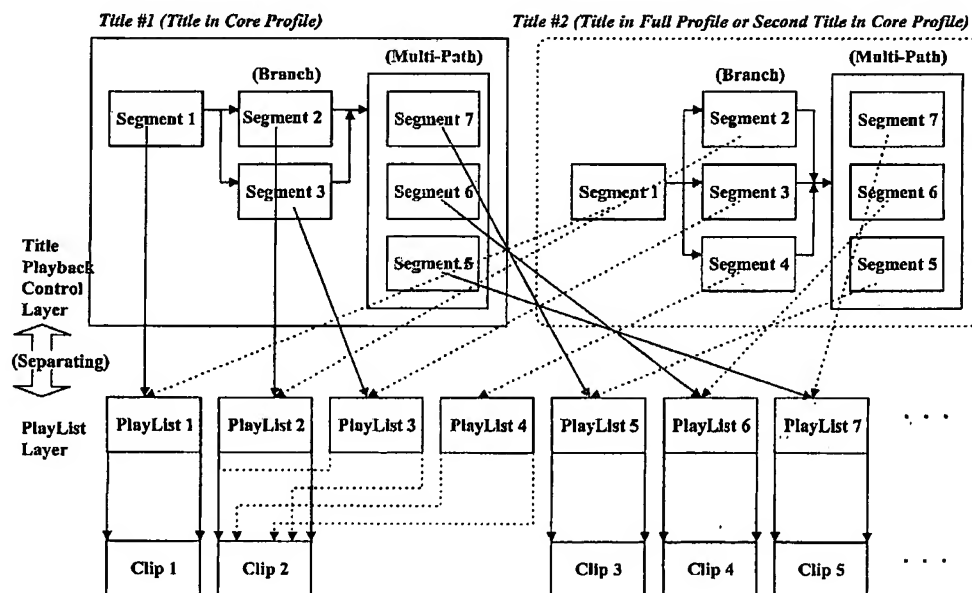 Title #1 (Title in Core Profile)
Title #2 (Title in Full Profile or Second Title in Core Profile)
(Multi-Path)
(Branch)
Segment 1
Segment 2
Segment 3
Segment 7
Segment 6
Segment 5
(Multi-Path)
(Branch)
Segment 1
Segment 2
Segment 3
Segment 4
Segment 7
Segment 6
Segment 5
Title
Playback
Control
Layer
(Separating)
PlayList
Layer
PlayList 1
PlayList 2
PlayList 3
PlayList 4
PlayList 5
PlayList 6
PlayList 7
. . .
Clip 1
Clip 2
Clip 3
Clip 4
Clip 5
. . .